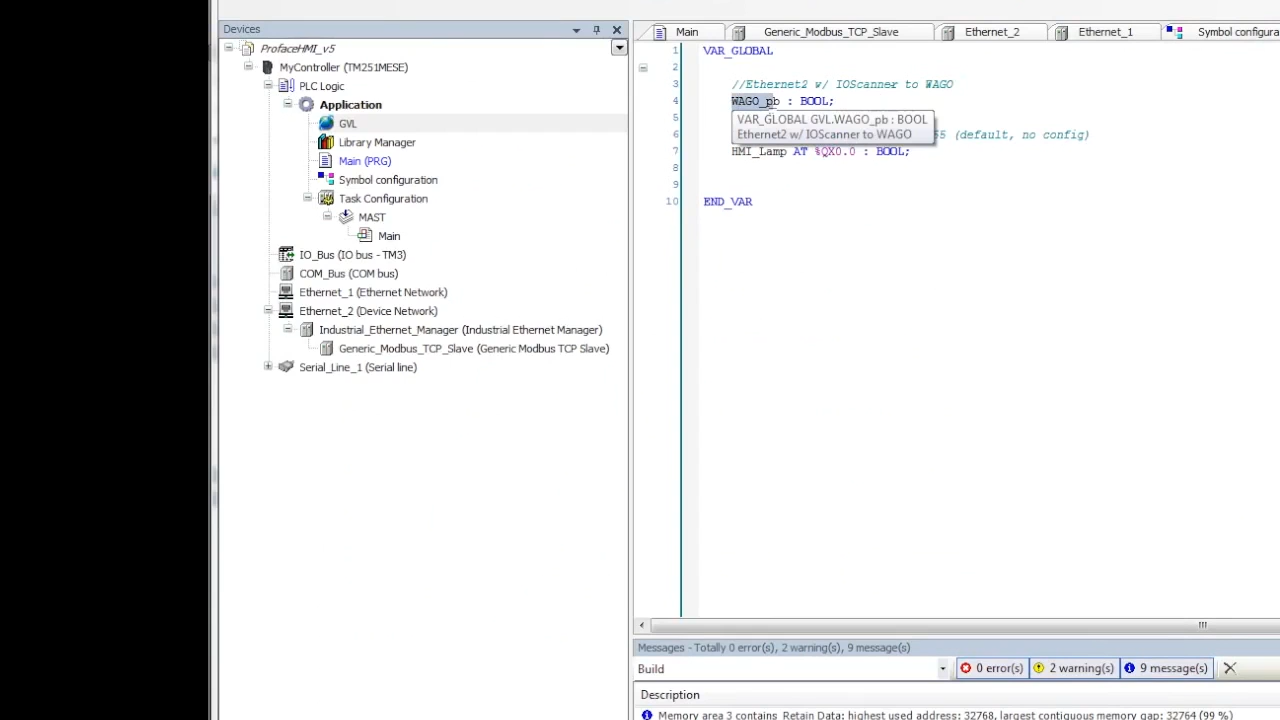 Devices
ProfaceHMI_v5
MyController (TM251MESE)
PLC Logic
Application
GVL
Library Manager
Main (PRG)
Symbol configuration
Task Configuration
MAST
Main
IO_Bus (IO bus - TM3)
COM_Bus (COM bus)
Ethernet_1 (Ethernet Network)
Ethernet_2 (Device Network)
Industrial_Ethernet_Manager (Industrial Ethernet Manager)
Generic_Modbus_TCP_Slave (Generic Modbus TCP Slave)
Serial_Line_1 (Serial line)
Main Generic_Modbus_TCP_Slave Ethernet_2 Ethernet_1 Symbol configura
1 VAR_GLOBAL
2
3 //Ethernet2 w/ IOScanner to WAGO
4 WAGO_pb : BOOL;
5 VAR_GLOBAL GVL.WAGO_pb : BOOL
6 Ethernet2 w/ IOScanner to WAGO 55 (default, no config)
7 HMI_Lamp AT %QX0.0 : BOOL;
8
9
10 END_VAR
Messages - Totally 0 error(s), 2 warning(s), 9 message(s)
Build 0 error(s) 2 warning(s) 9 message(s)
Description
Memory area 3 contains Retain Data: highest used address: 32768, largest contiguous memory gap: 32764 (99 %)